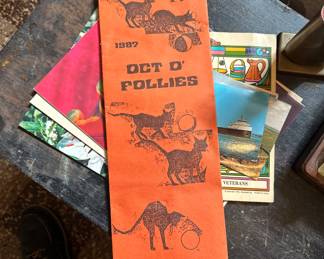 1987
OCT O'
FOLLIES
VETERANS